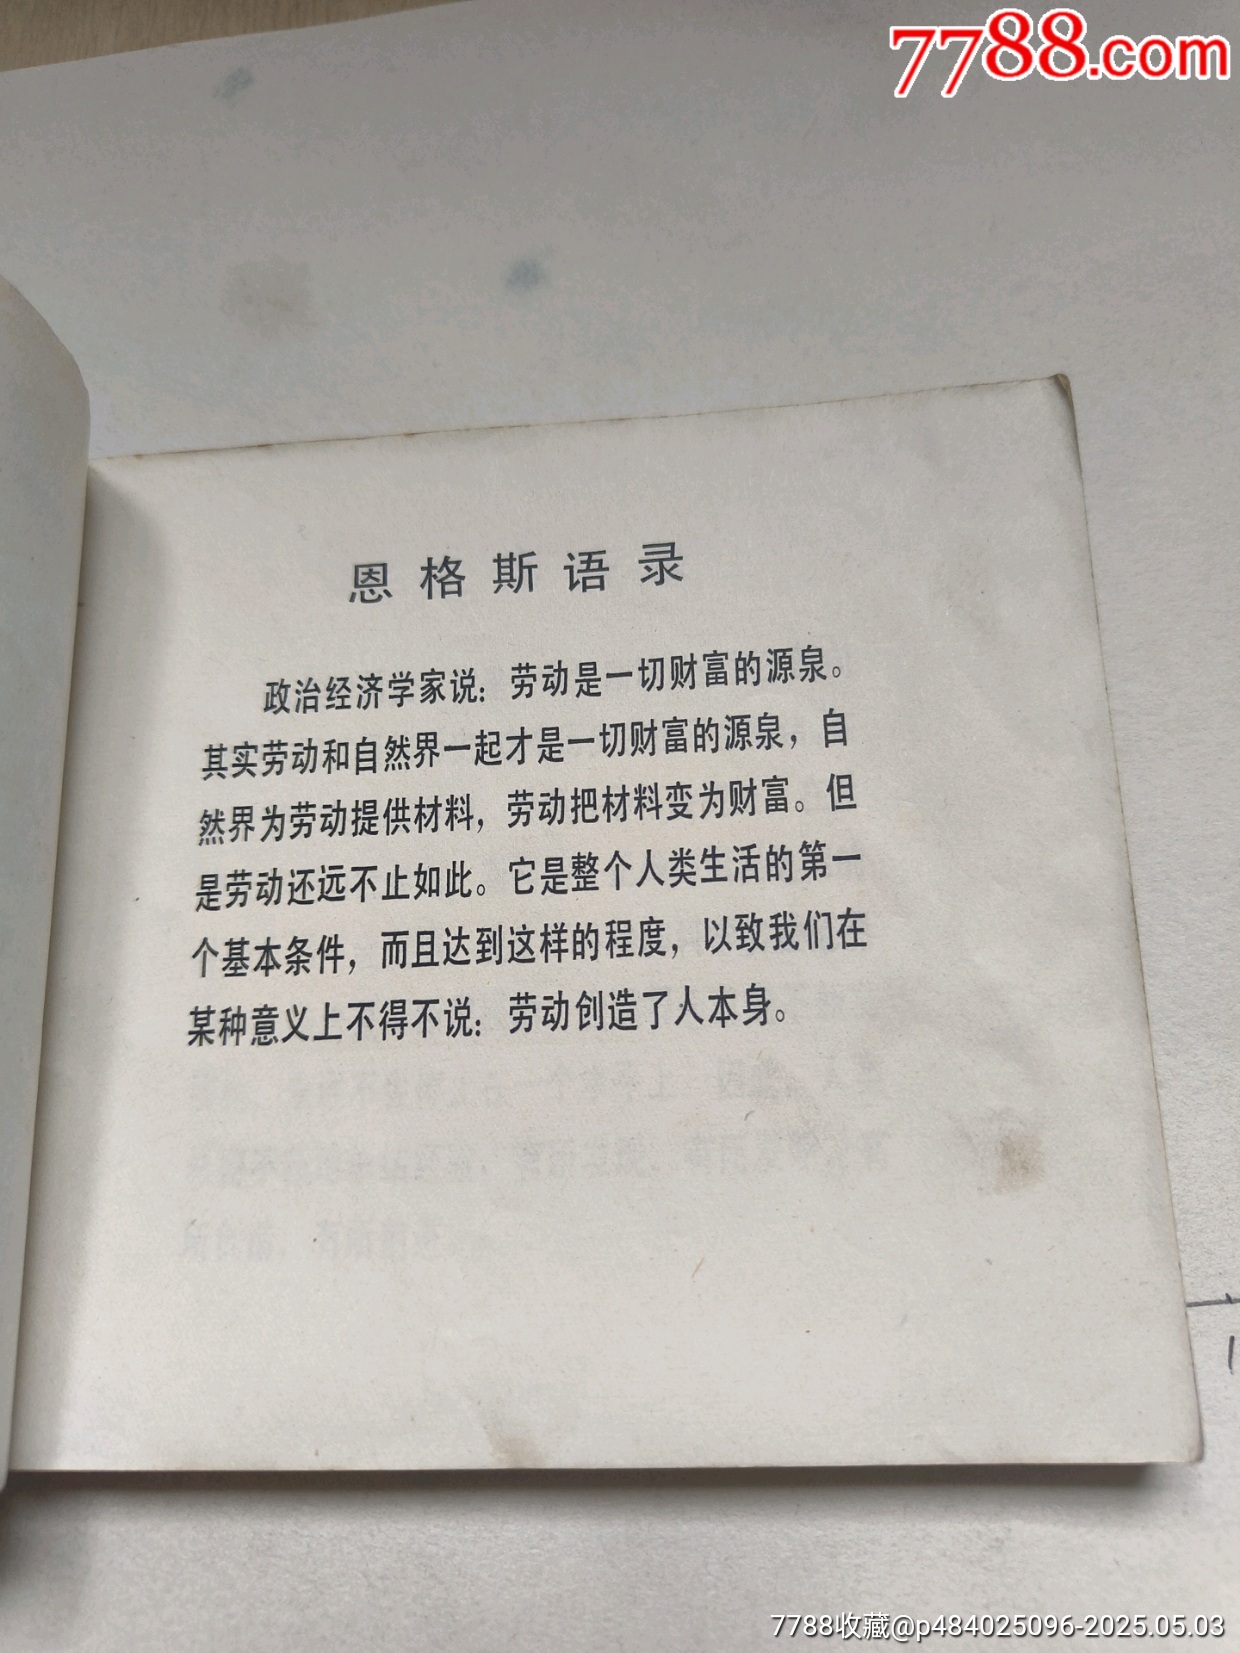 7788.com
恩格斯语录
政治经济学家说：劳动是一切财富的源泉。
其实劳动和自然界一起才是一切财富的源泉，自
然界为劳动提供材料，劳动把材料变为财富。但
是劳动还远不止如此。它是整个人类生活的第一
个基本条件，而且达到这样的程度，以致我们在
某种意义上不得不说：劳动创造了人本身。
7788收藏@p484025096-2025.05.03